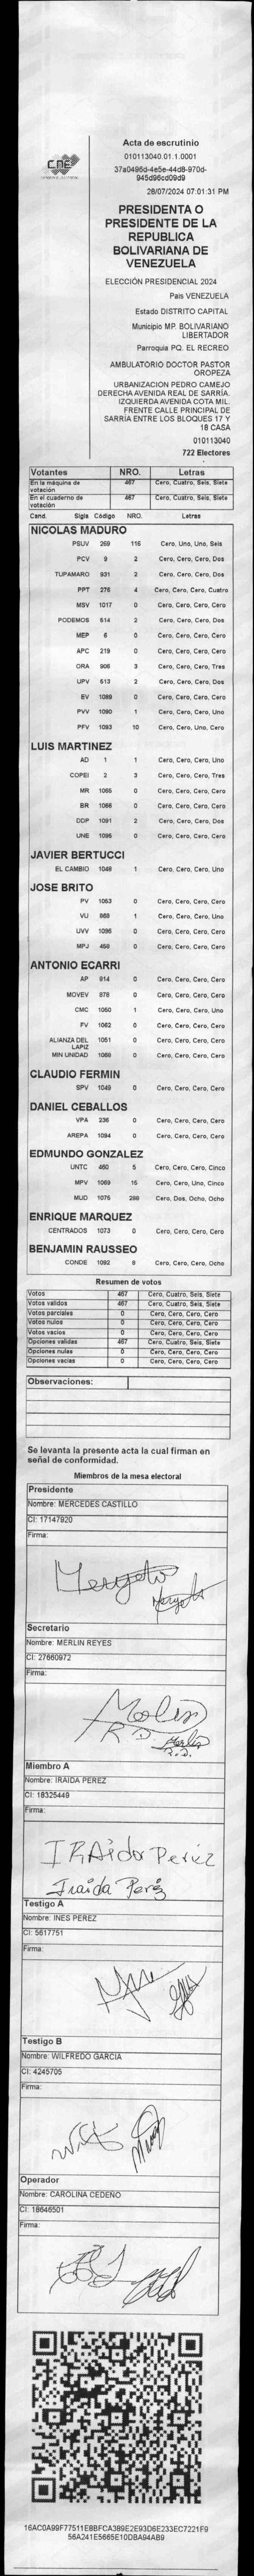 CNE
Acta de escrutinio
010113040.01.1.0001
37a0496d-4e5e-44d8-970d-
945d96cd09d9
28/07/2024 07:01:31 PM
PRESIDENTA O
PRESIDENTE DE LA
REPUBLICA
BOLIVARIANA DE
VENEZUELA
ELECCIÓN PRESIDENCIAL 2024
Pais VENEZUELA
Estado DISTRITO CAPITAL
Municipio MP. BOLIVARIANO
LIBERTADOR
Parroquia PQ. EL RECREO
AMBULATORIO DOCTOR PASTOR
OROPEZA
URBANIZACION PEDRO CAMEJO
DERECHA AVENIDA REAL DE SARRÍA.
IZQUIERDA AVENIDA COTA MIL.
FRENTE CALLE PRINCIPAL DE
SARRÍA ENTRE LOS BLOQUES 17 Y
18 CASA
010113040
722 Electores
Votantes NRO. Letras
En la máquina de votación 467 Cero, Cuatro, Seis, Siete
En el cuaderno de votación 467 Cero, Cuatro, Seis, Siete
Cand. Sigla Código NRO. Letras
NICOLAS MADURO
PSUV 269 116 Cero, Uno, Uno, Seis
PCV 9 2 Cero, Cero, Cero, Dos
TUPAMARO 931 2 Cero, Cero, Cero, Dos
PPT 276 4 Cero, Cero, Cero, Cuatro
MSV 1017 0 Cero, Cero, Cero, Cero
PODEMOS 514 2 Cero, Cero, Cero, Dos
MEP 6 0 Cero, Cero, Cero, Cero
APC 219 0 Cero, Cero, Cero, Cero
ORA 906 3 Cero, Cero, Cero, Tres
UPV 513 2 Cero, Cero, Cero, Dos
EV 1089 0 Cero, Cero, Cero, Cero
PVV 1090 1 Cero, Cero, Cero, Uno
PFV 1093 10 Cero, Cero, Uno, Cero
LUIS MARTINEZ
AD 1 1 Cero, Cero, Cero, Uno
COPEI 2 3 Cero, Cero, Cero, Tres
MR 1065 0 Cero, Cero, Cero, Cero
BR 1066 0 Cero, Cero, Cero, Cero
DDP 1091 2 Cero, Cero, Cero, Dos
UNE 1096 0 Cero, Cero, Cero, Cero
JAVIER BERTUCCI
EL CAMBIO 1048 1 Cero, Cero, Cero, Uno
JOSE BRITO
PV 1053 0 Cero, Cero, Cero, Cero
VU 868 1 Cero, Cero, Cero, Uno
UVV 1095 0 Cero, Cero, Cero, Cero
MPJ 468 0 Cero, Cero, Cero, Cero
ANTONIO ECARRI
AP 914 0 Cero, Cero, Cero, Cero
MOVEV 878 0 Cero, Cero, Cero, Cero
CMC 1050 1 Cero, Cero, Cero, Uno
FV 1062 0 Cero, Cero, Cero, Cero
ALIANZA DEL LAPIZ 1051 0 Cero, Cero, Cero, Cero
MIN UNIDAD 1069 0 Cero, Cero, Cero, Cero
CLAUDIO FERMIN
SPV 1049 0 Cero, Cero, Cero, Cero
DANIEL CEBALLOS
VPA 236 0 Cero, Cero, Cero, Cero
AREPA 1094 0 Cero, Cero, Cero, Cero
EDMUNDO GONZALEZ
UNTC 460 5 Cero, Cero, Cero, Cinco
MPV 1069 15 Cero, Cero, Uno, Cinco
MUD 1075 288 Cero, Dos, Ocho, Ocho
ENRIQUE MARQUEZ
CENTRADOS 1073 0 Cero, Cero, Cero, Cero
BENJAMIN RAUSSEO
CONDE 1092 8 Cero, Cero, Cero, Ocho
Resumen de votos
Votos 467 Cero, Cuatro, Seis, Siete
Votos validos 467 Cero, Cuatro, Seis, Siete
Votos parciales 0 Cero, Cero, Cero, Cero
Votos nulos 0 Cero, Cero, Cero, Cero
Votos vacios 0 Cero, Cero, Cero, Cero
Opciones validas 467 Cero, Cuatro, Seis, Siete
Opciones nulas 0 Cero, Cero, Cero, Cero
Opciones vacias 0 Cero, Cero, Cero, Cero
Observaciones:
Se levanta la presente acta la cual firman en
señal de conformidad.
Miembros de la mesa electoral
Presidente
Nombre: MERCEDES CASTILLO
CI: 17147920
Firma:
Secretario
Nombre: MERLIN REYES
CI: 27660972
Firma:
Miembro A
Nombre: IRAIDA PEREZ
CI: 18325449
Firma:
IRAida Perez
Iraida Perez
Testigo A
Nombre: INES PEREZ
CI: 5617751
Firma:
Testigo B
Nombre: WILFREDO GARCIA
CI: 4245705
Firma:
Operador
Nombre: CAROLINA CEDEÑO
CI: 18646501
Firma:
16AC0A99F77511E8BFCA389E2E93D6E233EC7221F9
56A241E5665E10DBA94AB9